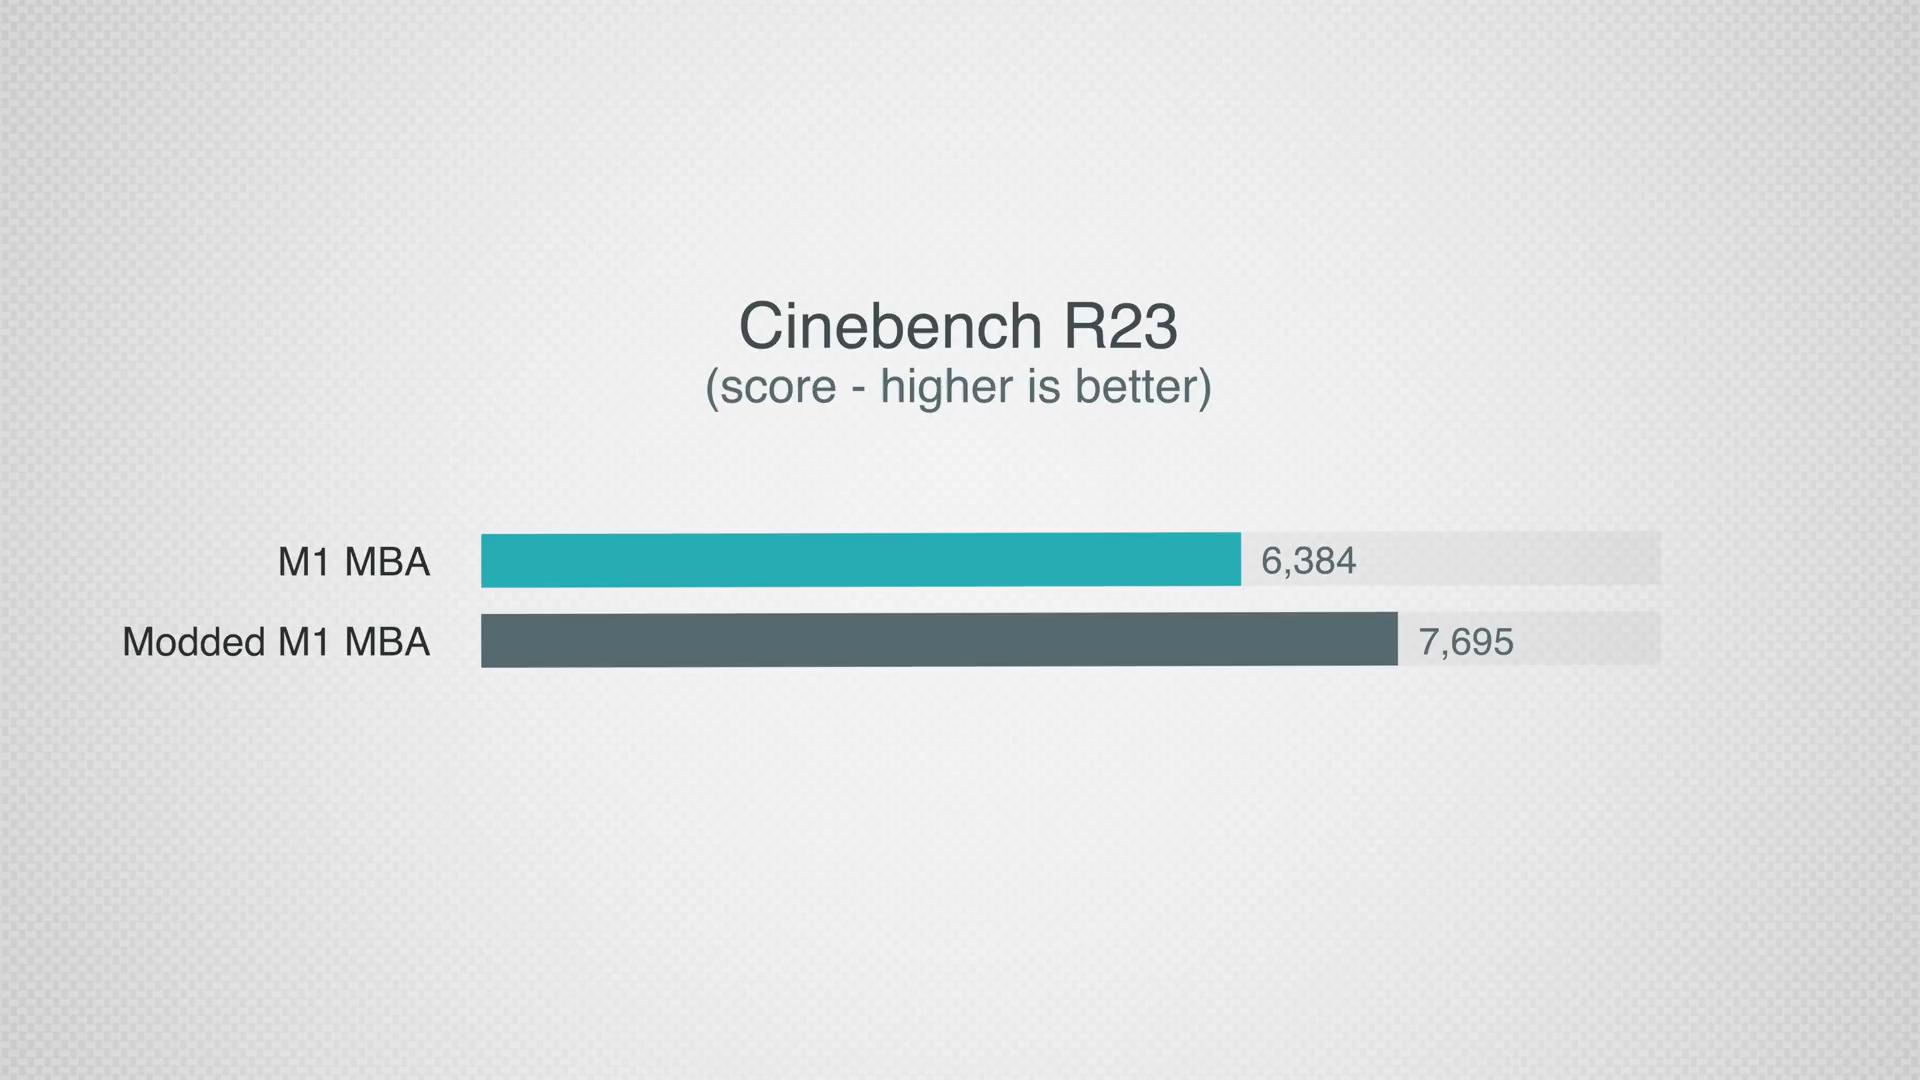 Cinebench R23
(score - higher is better)
M1 MBA 6,384
Modded M1 MBA 7,695